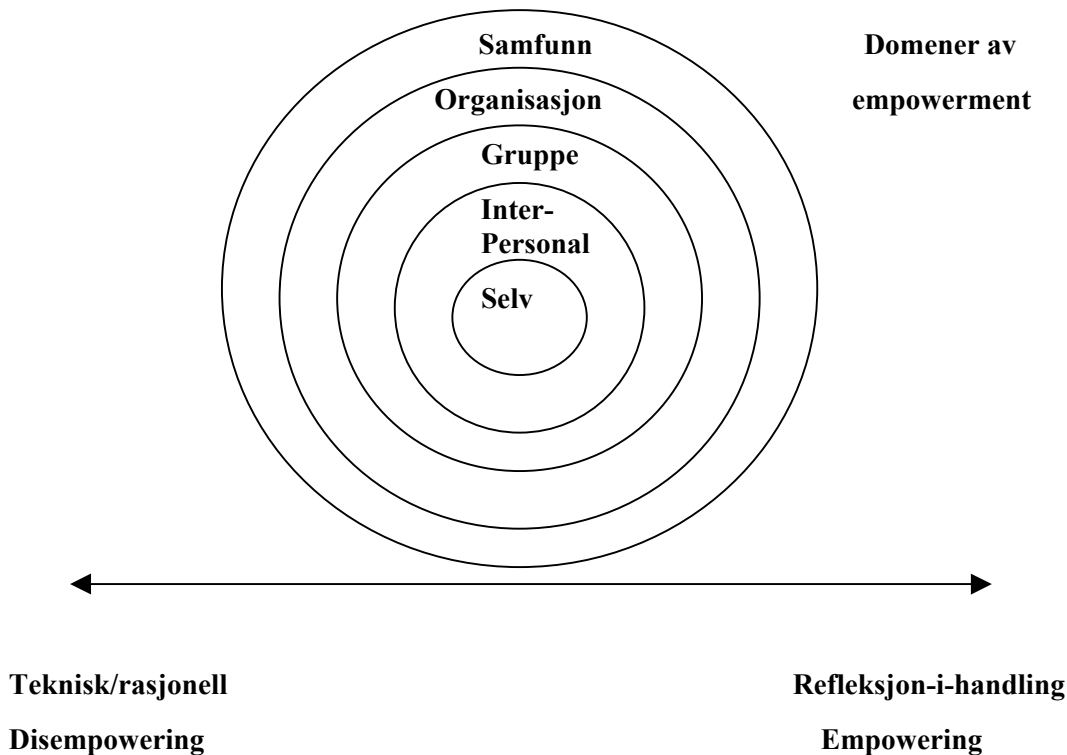 Samfunn
Domener av
empowerment
Organisasjon
Gruppe
Inter-
Personal
Selv
Teknisk/rasjonell
Refleksjon-i-handling
Disempowering
Empowering